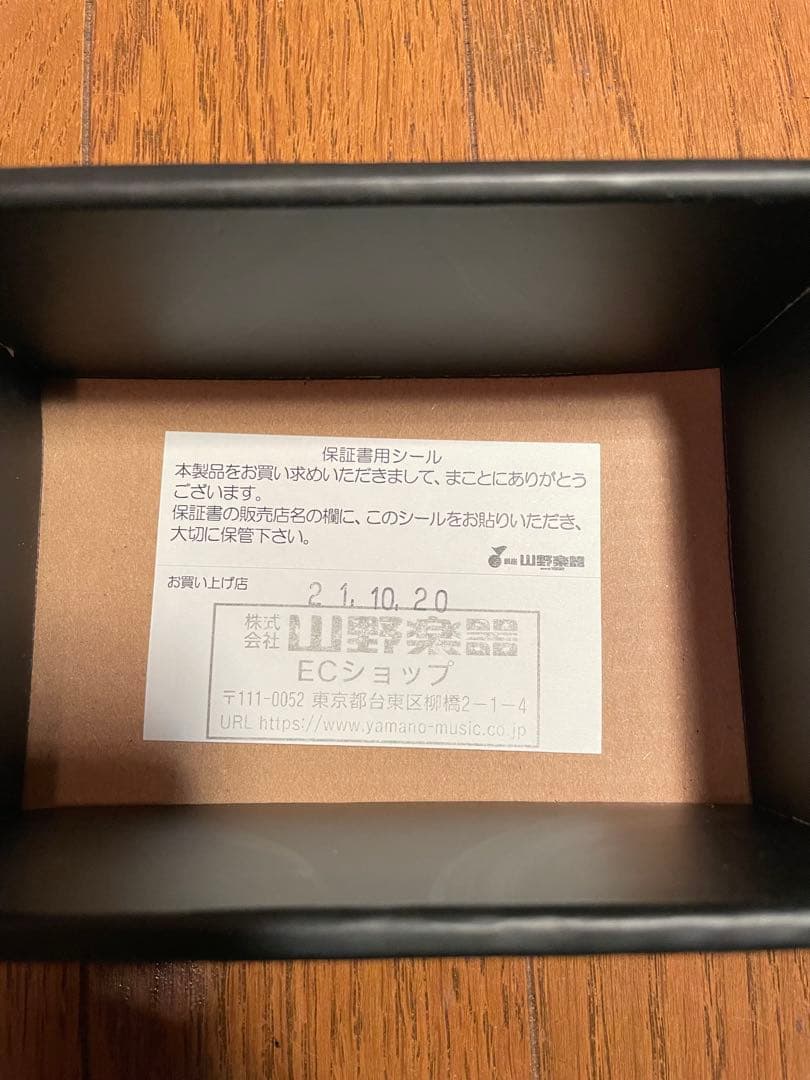 保証書用シール
本製品をお買い求めいただきまして、まことにありがとう
ございます。
保証書の販売店名の欄に、このシールをお貼りいただき、
大切に保管下さい。
銀座 山野楽器
お買い上げ店
21.10.20
株式会社 山野楽器
ECショップ
〒111-0052 東京都台東区柳橋2-1-4
URL https://www.yamano-music.co.jp